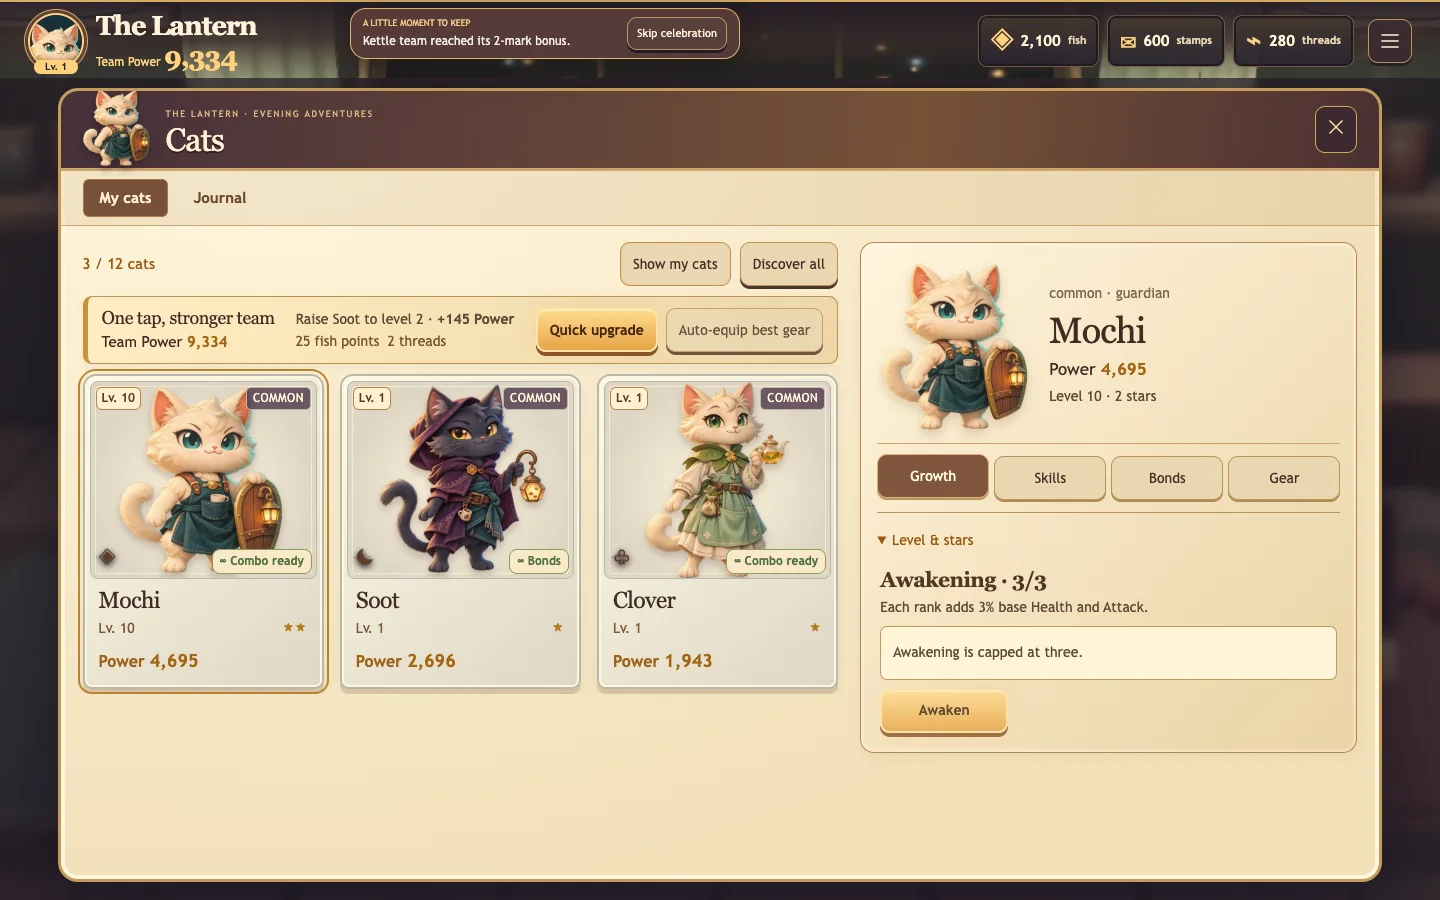 The Lantern
Lv. 1
Team Power 9,334
A LITTLE MOMENT TO KEEP
Kettle team reached its 2-mark bonus.
Skip celebration
2,100 fish
600 stamps
280 threads
THE LANTERN · EVENING ADVENTURES
Cats
My cats
Journal
3 / 12 cats
Show my cats
Discover all
One tap, stronger team
Team Power 9,334
Raise Soot to level 2 · +145 Power
25 fish points 2 threads
Quick upgrade
Auto-equip best gear
Lv. 10
COMMON
∞ Combo ready
Mochi
Lv. 10
★★
Power 4,695
Lv. 1
COMMON
∞ Bonds
Soot
Lv. 1
★
Power 2,696
Lv. 1
COMMON
∞ Combo ready
Clover
Lv. 1
★
Power 1,943
common · guardian
Mochi
Power 4,695
Level 10 · 2 stars
Growth
Skills
Bonds
Gear
▼ Level & stars
Awakening · 3/3
Each rank adds 3% base Health and Attack.
Awakening is capped at three.
Awaken